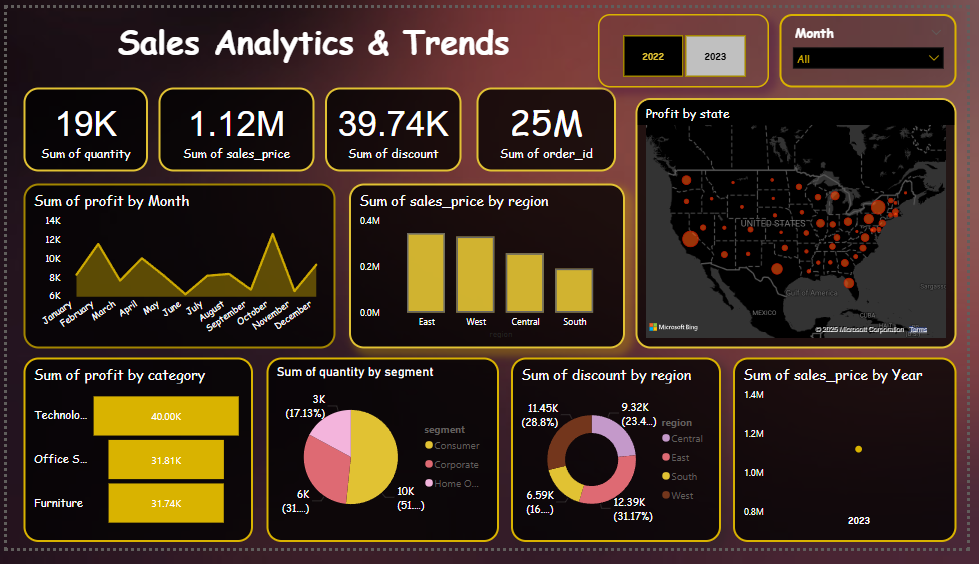 Sales Analytics & Trends
2022
2023
Month
All
19K
Sum of quantity
1.12M
Sum of sales_price
39.74K
Sum of discount
25M
Sum of order_id
Profit by state
UNITED STATES
Gulf of America
MEXICO
CUBA
Microsoft Bing
© 2025 Microsoft Corporation Terms
Sum of profit by Month
14K
12K
10K
8K
6K
January
February
March
April
May
June
July
August
September
October
November
December
Sum of sales_price by region
0.4M
0.2M
0.0M
East
West
Central
South
region
Sum of profit by category
Technolo...
40.00K
Office S...
31.81K
Furniture
31.74K
Sum of quantity by segment
3K
(17.13%)
6K
(31....)
10K
(51....)
segment
Consumer
Corporate
Home O...
Sum of discount by region
11.45K
(28.8%)
9.32K
(23.4...)
6.59K
(16....)
12.39K
(31.17%)
region
Central
East
South
West
Sum of sales_price by Year
1.4M
1.2M
1.0M
0.8M
2023